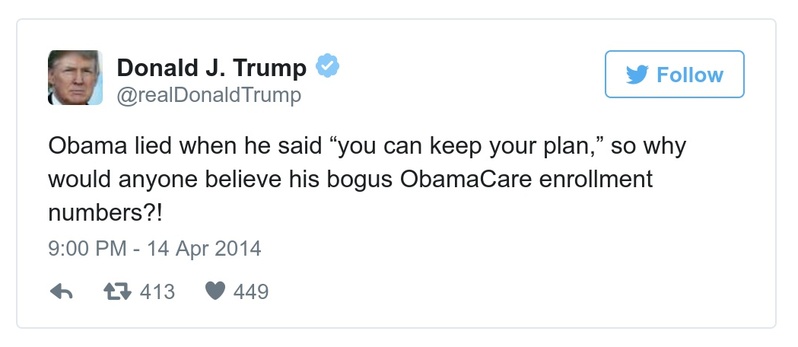 Donald J. Trump
@realDonaldTrump
Follow
Obama lied when he said “you can keep your plan,” so why
would anyone believe his bogus ObamaCare enrollment
numbers?!
9:00 PM - 14 Apr 2014
413 449